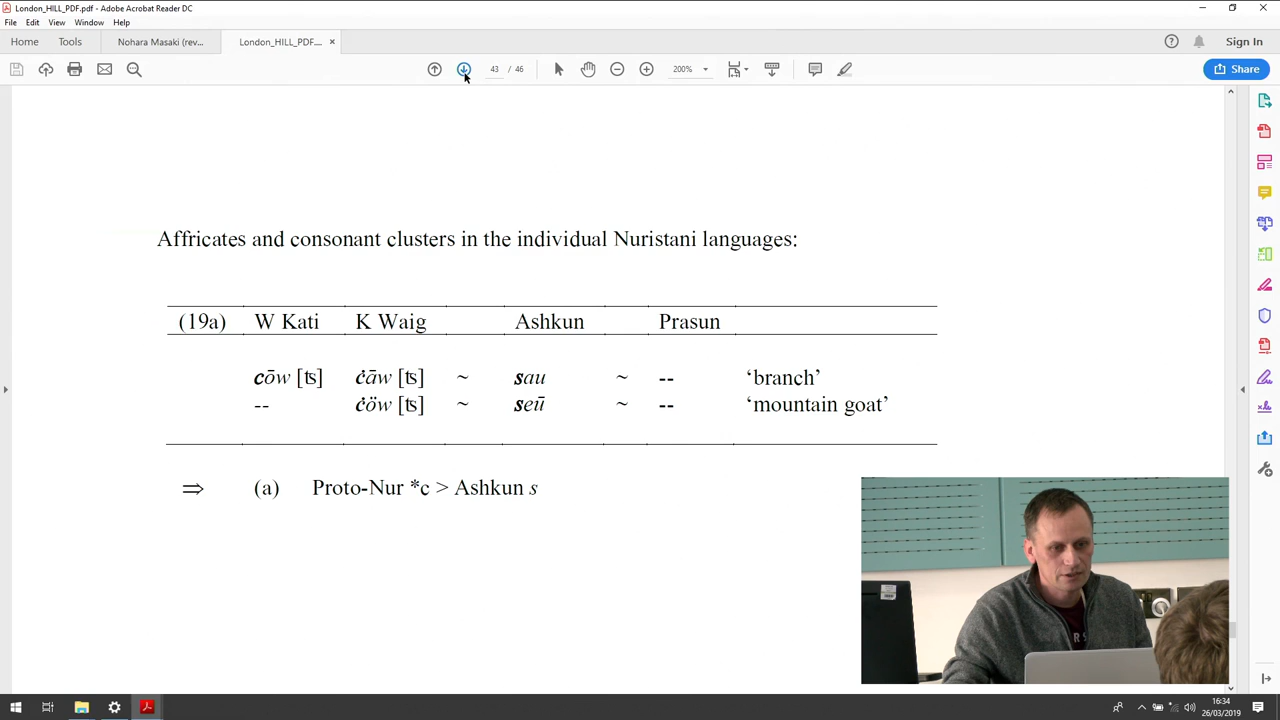 London_HILL_PDF.pdf - Adobe Acrobat Reader DC
File Edit View Window Help
Home Tools Nohara Masaki (rev... London_HILL_PDF.... × Sign In
43 / 46 200% Share
Affricates and consonant clusters in the individual Nuristani languages:
(19a) W Kati K Waig Ashkun Prasun
cōw [ʦ] ċ́āw [ʦ] ~ sau ~ -- ‘branch’
-- ċ́öw [ʦ] ~ seū ~ -- ‘mountain goat’
⇒ (a) Proto-Nur *c > Ashkun s
16:34
26/03/2019